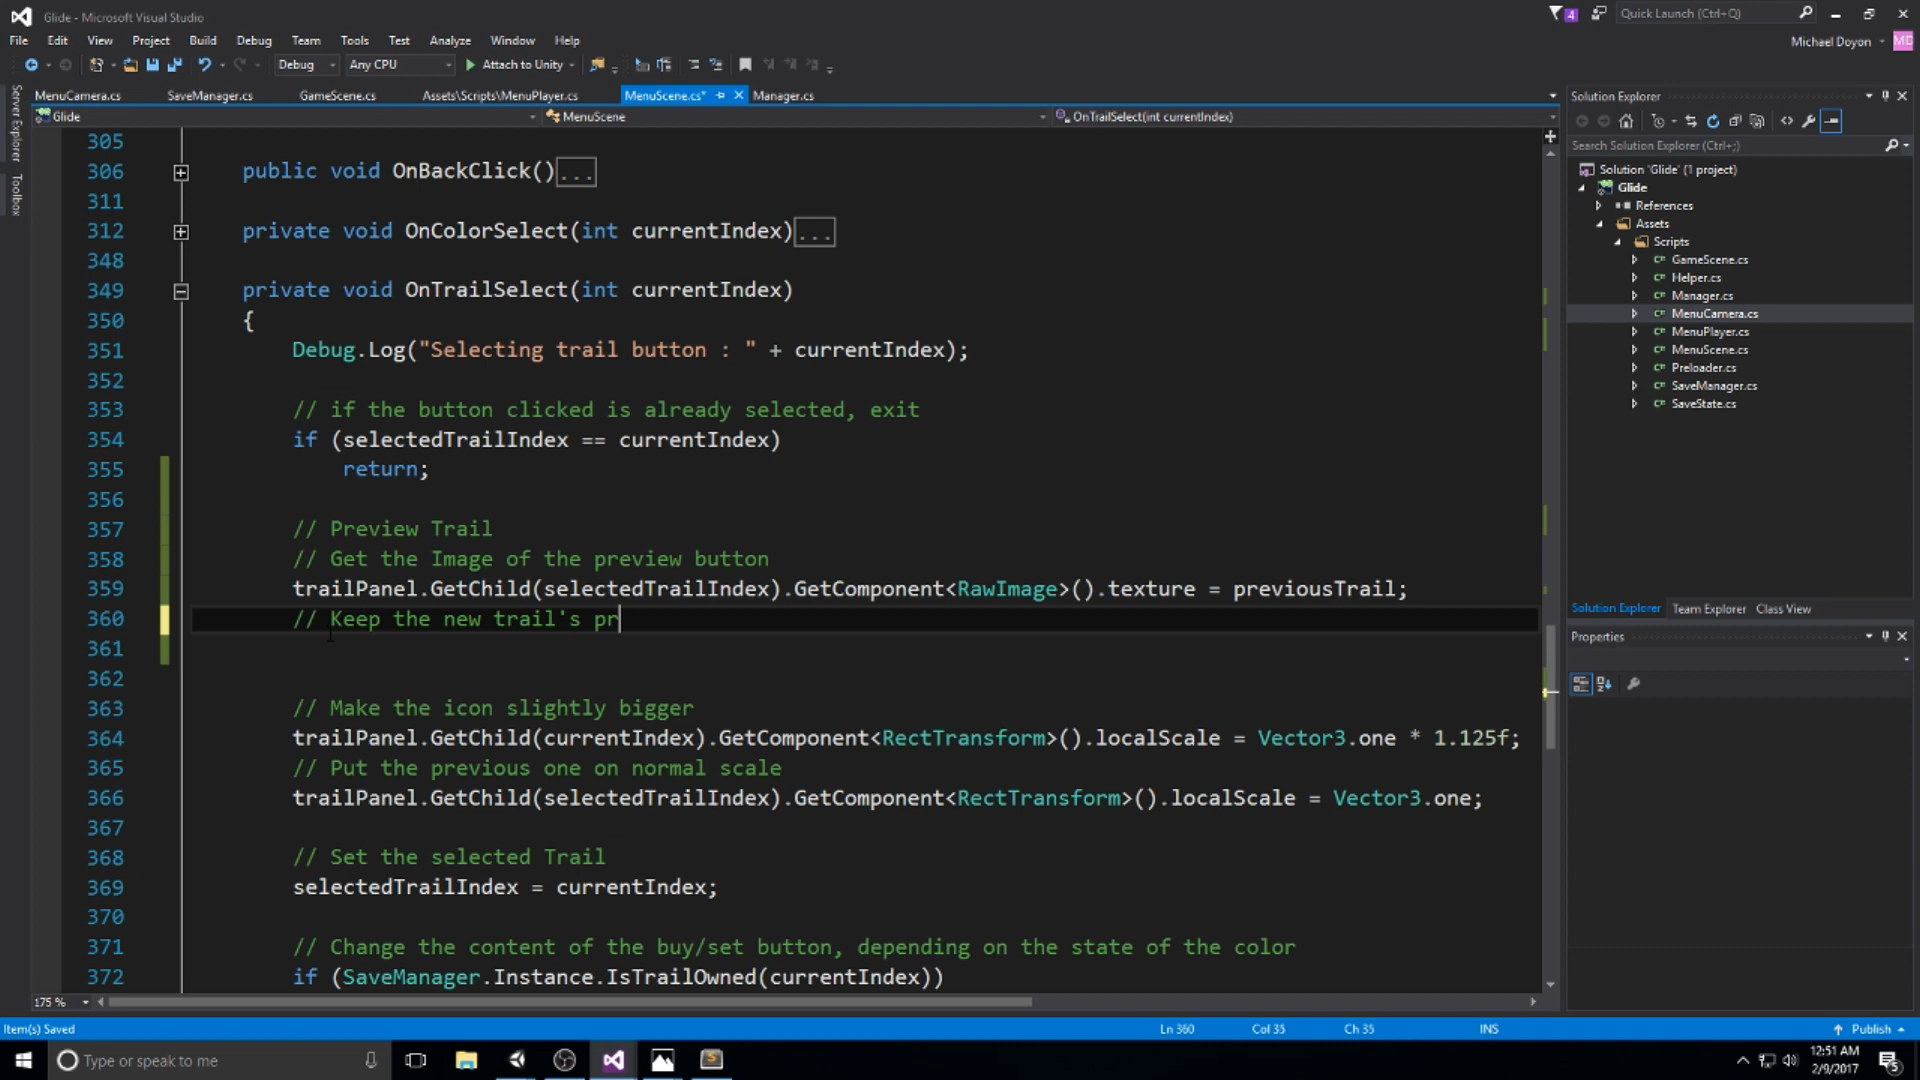 Glide - Microsoft Visual Studio
4
Quick Launch (Ctrl+Q)
File Edit View Project Build Debug Team Tools Test Analyze Window Help
Michael Doyon
MD
Debug Any CPU Attach to Unity
MenuCamera.cs SaveManager.cs GameScene.cs Assets\Scripts\MenuPlayer.cs MenuScene.cs* Manager.cs
Glide MenuScene OnTrailSelect(int currentIndex)
Server Explorer
Toolbox
305
306 public void OnBackClick()...
311
312 private void OnColorSelect(int currentIndex)...
348
349 private void OnTrailSelect(int currentIndex)
350 {
351 Debug.Log("Selecting trail button : " + currentIndex);
352
353 // if the button clicked is already selected, exit
354 if (selectedTrailIndex == currentIndex)
355 return;
356
357 // Preview Trail
358 // Get the Image of the preview button
359 trailPanel.GetChild(selectedTrailIndex).GetComponent<RawImage>().texture = previousTrail;
360 // Keep the new trail's pr
361
362
363 // Make the icon slightly bigger
364 trailPanel.GetChild(currentIndex).GetComponent<RectTransform>().localScale = Vector3.one * 1.125f;
365 // Put the previous one on normal scale
366 trailPanel.GetChild(selectedTrailIndex).GetComponent<RectTransform>().localScale = Vector3.one;
367
368 // Set the selected Trail
369 selectedTrailIndex = currentIndex;
370
371 // Change the content of the buy/set button, depending on the state of the color
372 if (SaveManager.Instance.IsTrailOwned(currentIndex))
175 %
Solution Explorer
Search Solution Explorer (Ctrl+;)
Solution 'Glide' (1 project)
Glide
References
Assets
Scripts
C# GameScene.cs
C# Helper.cs
C# Manager.cs
C# MenuCamera.cs
C# MenuPlayer.cs
C# MenuScene.cs
C# Preloader.cs
C# SaveManager.cs
C# SaveState.cs
Solution Explorer Team Explorer Class View
Properties
Item(s) Saved Ln 360 Col 35 Ch 35 INS Publish
Type or speak to me
12:51 AM
2/9/2017
5